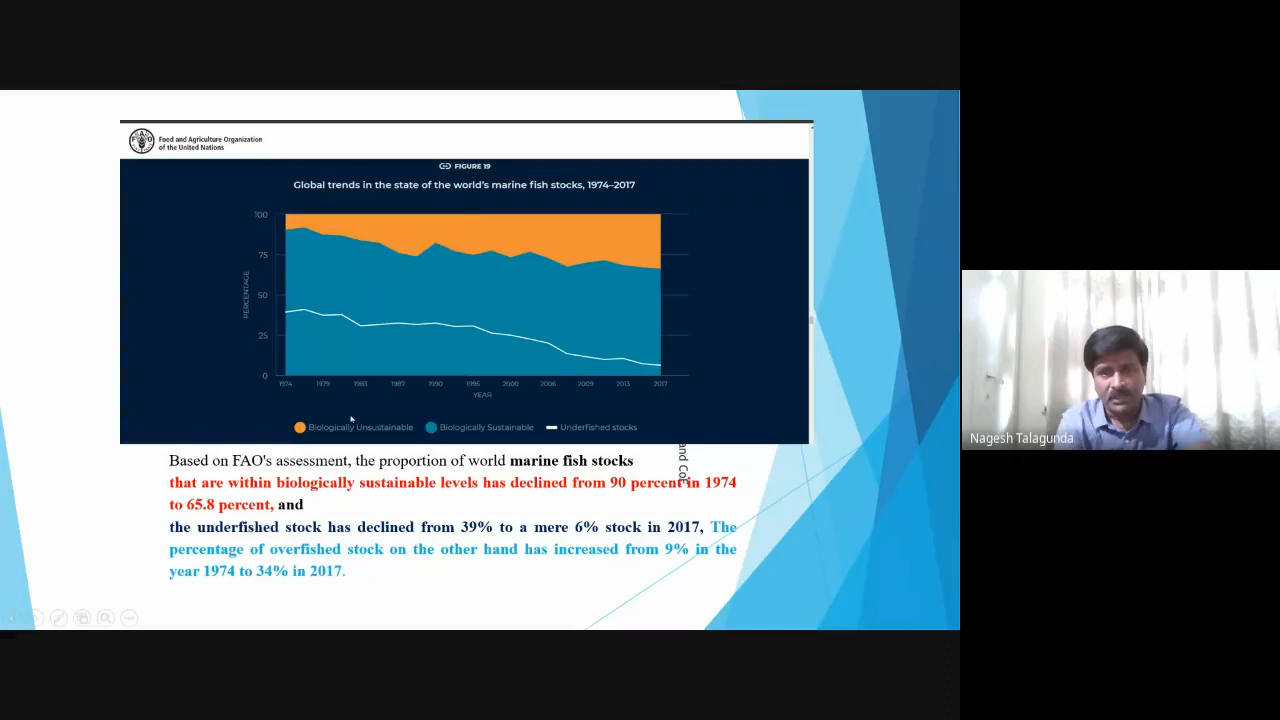 Food and Agriculture Organization
of the United Nations
FIGURE 19
Global trends in the state of the world's marine fish stocks, 1974–2017
100
75
50
25
0
PERCENTAGE
1974 1979 1983 1987 1990 1995 2000 2006 2009 2013 2017
YEAR
Biologically Unsustainable Biologically Sustainable Underfished stocks
and CoE
Based on FAO's assessment, the proportion of world marine fish stocks
that are within biologically sustainable levels has declined from 90 percent in 1974
to 65.8 percent, and
the underfished stock has declined from 39% to a mere 6% stock in 2017, The
percentage of overfished stock on the other hand has increased from 9% in the
year 1974 to 34% in 2017.
Nagesh Talagunda